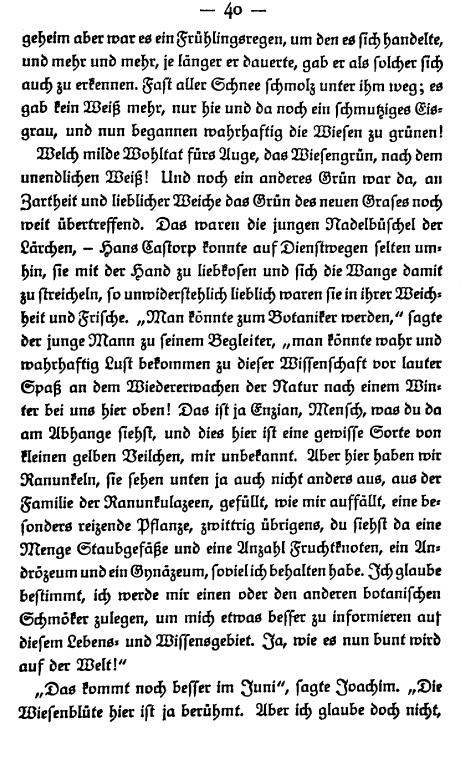 — 40 —
geheim aber war es ein Frühlingsregen, um den es sich handelte,
und mehr und mehr, je länger er dauerte, gab er als solcher sich
auch zu erkennen. Fast aller Schnee schmolz unter ihm weg; es
gab kein Weiß mehr, nur hie und da noch ein schmutziges Eis-
grau, und nun begannen wahrhaftig die Wiesen zu grünen!
Welch milde Wohltat fürs Auge, das Wiesengrün, nach dem
unendlichen Weiß! Und noch ein anderes Grün war da, an
Zartheit und lieblicher Weiche das Grün des neuen Grases noch
weit übertreffend. Das waren die jungen Nadelbüschel der
Lärchen, — Hans Castorp konnte auf Dienstwegen selten um-
hin, sie mit der Hand zu liebkosen und sich die Wange damit
zu streicheln, so unwiderstehlich lieblich waren sie in ihrer Weich-
heit und Frische. „Man könnte zum Botaniker werden,“ sagte
der junge Mann zu seinem Begleiter, „man könnte wahr und
wahrhaftig Lust bekommen zu dieser Wissenschaft vor lauter
Spaß an dem Wiedererwachen der Natur nach einem Win-
ter bei uns hier oben! Das ist ja Enzian, Mensch, was du da
am Abhange siehst, und dies hier ist eine gewisse Sorte von
kleinen gelben Veilchen, mir unbekannt. Aber hier haben wir
Ranunkeln, sie sehen unten ja auch nicht anders aus, aus der
Familie der Ranunkulazeen, gefüllt, wie mir auffällt, eine be-
sonders reizende Pflanze, zwittrig übrigens, du siehst da eine
Menge Staubgefäße und eine Anzahl Fruchtknoten, ein An-
drözeum und ein Gynäzeum, soviel ich behalten habe. Ich glaube
bestimmt, ich werde mir einen oder den anderen botanischen
Schmöker zulegen, um mich etwas besser zu informieren auf
diesem Lebens- und Wissensgebiet. Ja, wie es nun bunt wird
auf der Welt!“
„Das kommt noch besser im Juni“, sagte Joachim. „Die
Wiesenblüte hier ist ja berühmt. Aber ich glaube doch nicht,